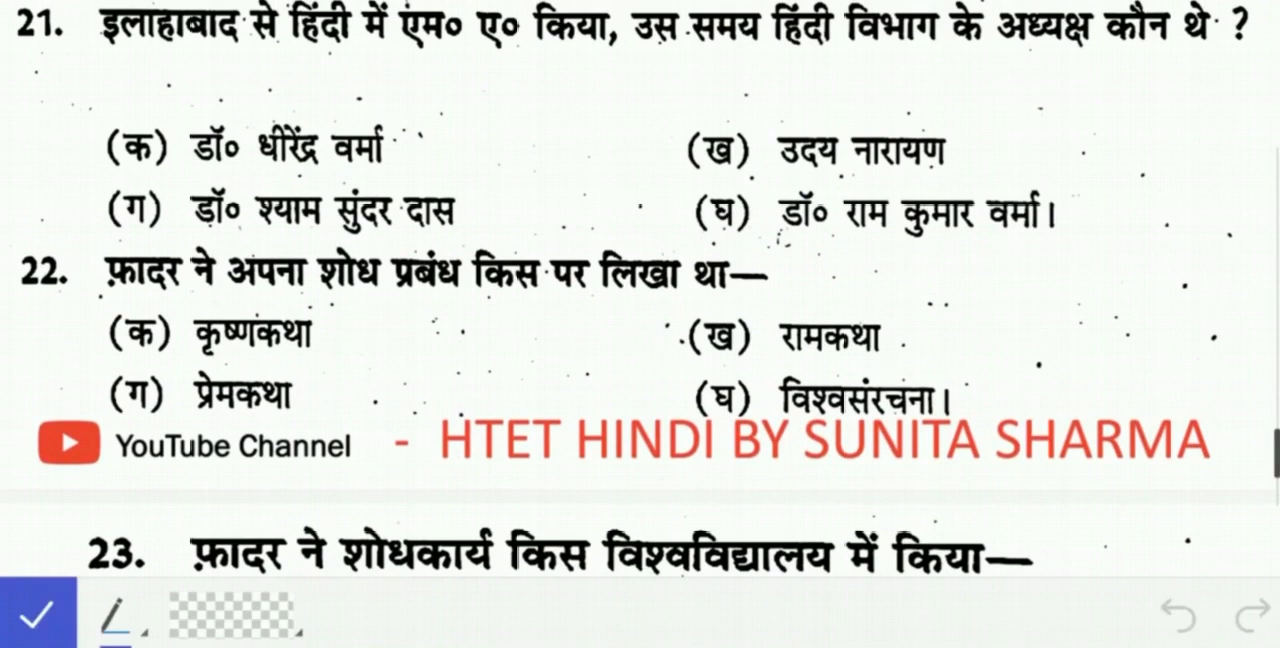 21. इलाहाबाद से हिंदी में एम० ए० किया, उस समय हिंदी विभाग के अध्यक्ष कौन थे ?
(क) डॉ० धीरेंद्र वर्मा (ख) उदय नारायण
(ग) डॉ० श्याम सुंदर दास (घ) डॉ० राम कुमार वर्मा।
22. फ़ादर ने अपना शोध प्रबंध किस पर लिखा था—
(क) कृष्णकथा (ख) रामकथा
(ग) प्रेमकथा (घ) विश्वसंरचना।
YouTube Channel - HTET HINDI BY SUNITA SHARMA
23. फ़ादर ने शोधकार्य किस विश्वविद्यालय में किया—